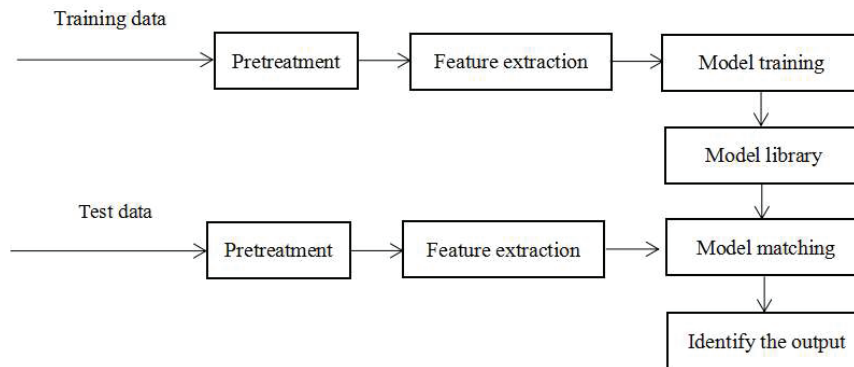 Training data
Pretreatment
Feature extraction
Model training
Model library
Test data
Pretreatment
Feature extraction
Model matching
Identify the output